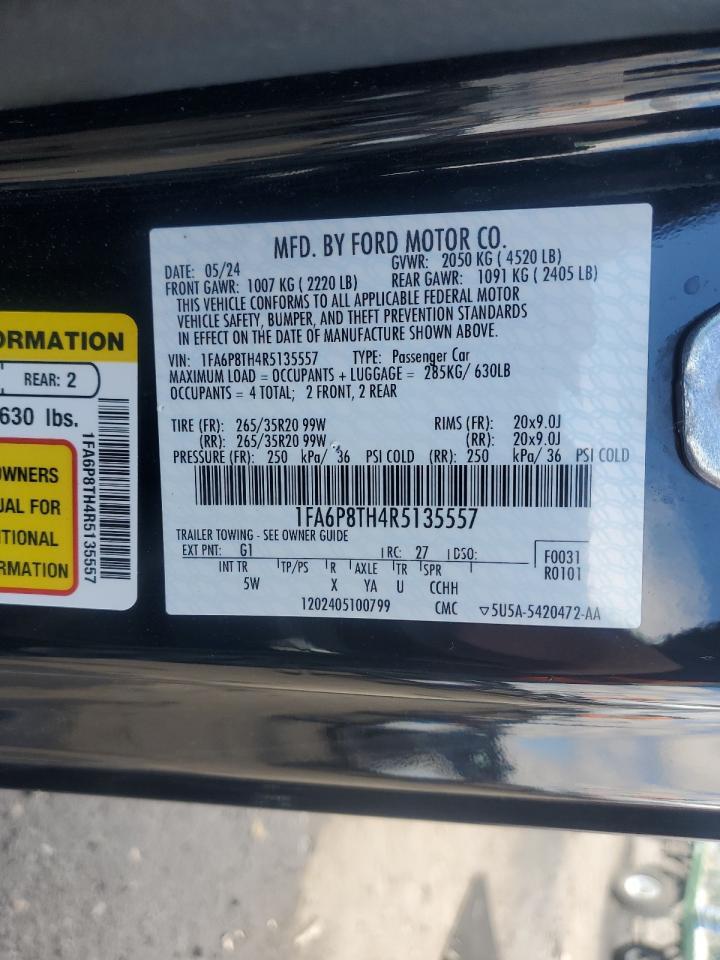 MFD. BY FORD MOTOR CO.
DATE: 05/24 GVWR: 2050 KG (4520 LB)
FRONT GAWR: 1007 KG (2220 LB) REAR GAWR: 1091 KG (2405 LB)
THIS VEHICLE CONFORMS TO ALL APPLICABLE FEDERAL MOTOR
VEHICLE SAFETY, BUMPER, AND THEFT PREVENTION STANDARDS
IN EFFECT ON THE DATE OF MANUFACTURE SHOWN ABOVE.
VIN: 1FA6P8TH4R5135557 TYPE: Passenger Car
MAXIMUM LOAD = OCCUPANTS + LUGGAGE = 285KG/ 630LB
OCCUPANTS = 4 TOTAL; 2 FRONT, 2 REAR
TIRE (FR): 265/35R20 99W RIMS (FR): 20x9.0J
(RR): 265/35R20 99W (RR): 20x9.0J
PRESSURE (FR): 250 kPa/ 36 PSI COLD (RR): 250 kPa/ 36 PSI COLD
1FA6P8TH4R5135557
TRAILER TOWING - SEE OWNER GUIDE
EXT PNT: G1 RC: 27 DSO: F0031
R0101
INT TR TP/PS R AXLE TR SPR
5W X YA U CCHH
1202405100799 CMC ▽5U5A-5420472-AA
ORMATION
REAR: 2
630 lbs.
OWNERS
UAL FOR
ITIONAL
RMATION
1FA6P8TH4R5135557